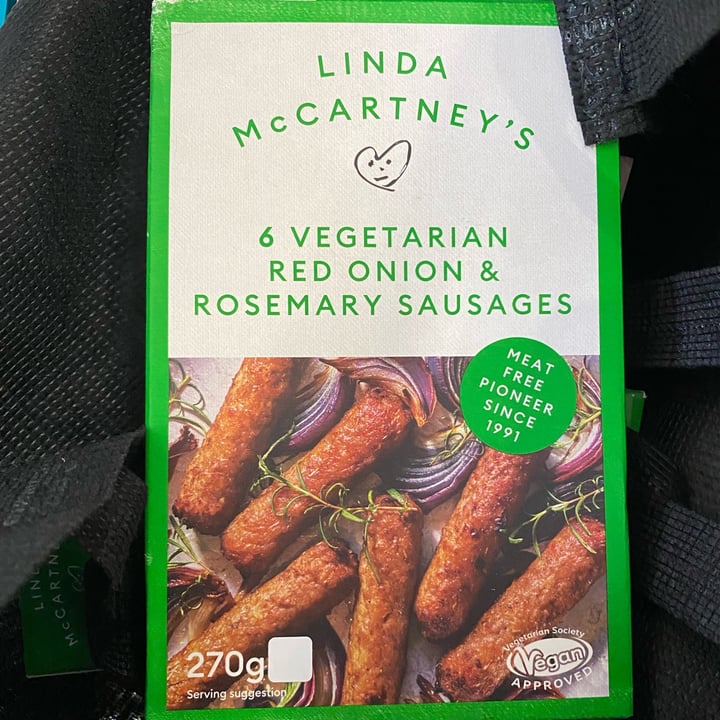 LINDA
McCARTNEY'S
6 VEGETARIAN
RED ONION &
ROSEMARY SAUSAGES
MEAT
FREE
PIONEER
SINCE
1991
270g
Serving suggestion
Vegetarian Society
Vegan
APPROVED
LINDA
McCARTNEY'S